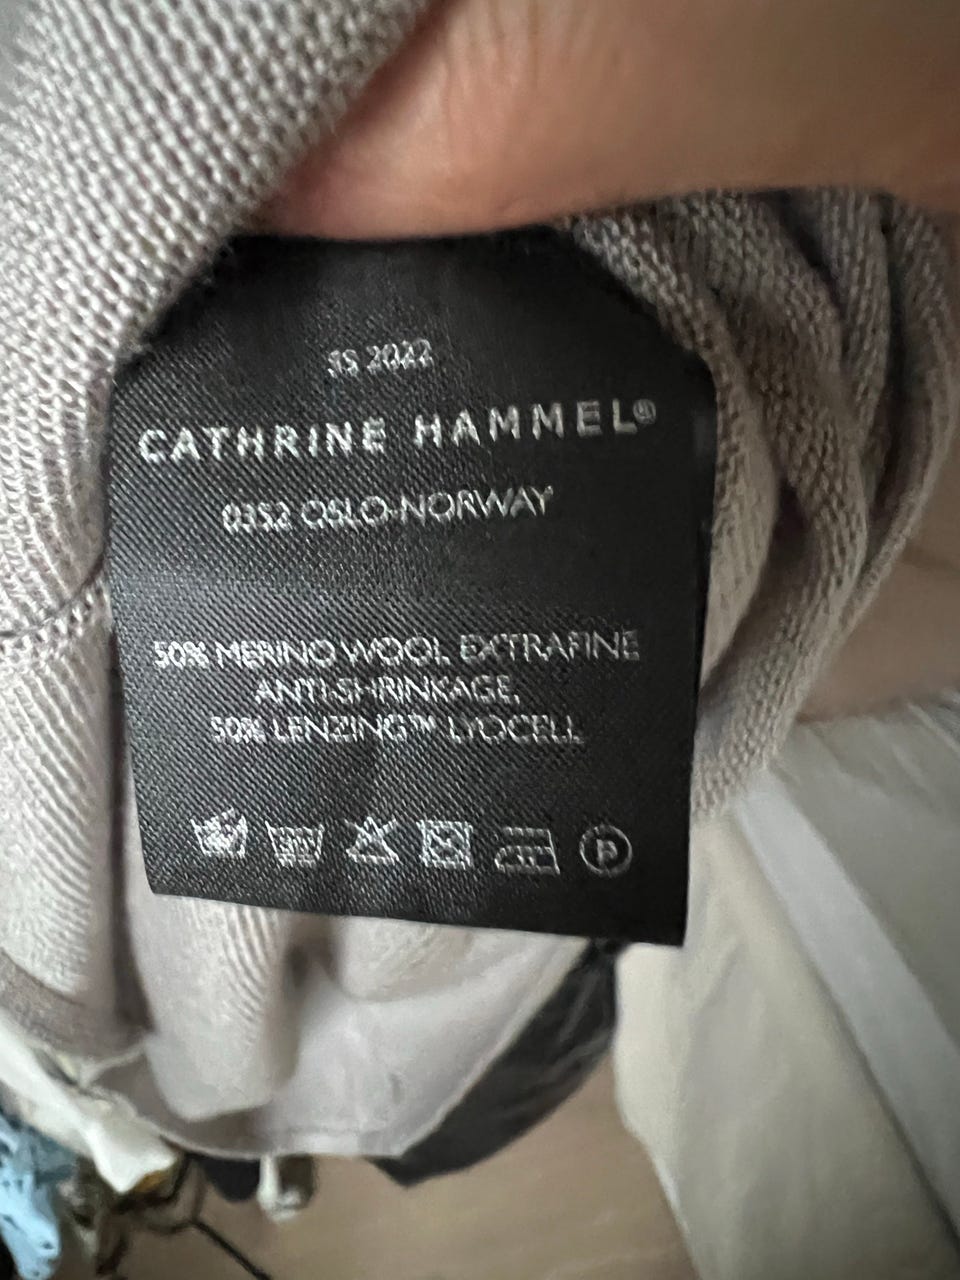 SS 2022
CATHRINE HAMMEL®
0352 OSLO-NORWAY
50% MERINO WOOL EXTRAFINE
ANTI-SHRINKAGE.
50% LENZING™ LYOCELL
P